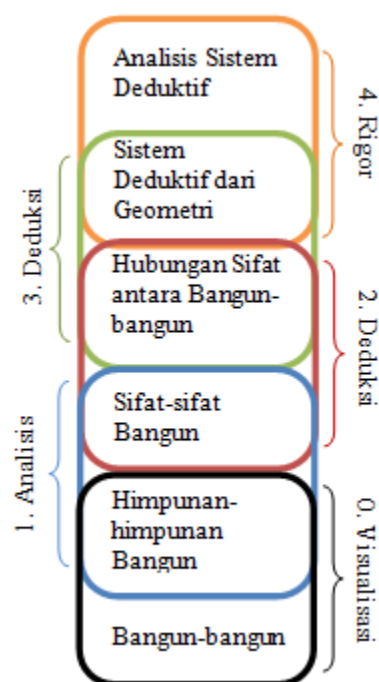 Analisis Sistem
Deduktif
4. Rigor
Sistem
Deduktif dari
Geometri
3. Deduksi
Hubungan Sifat
antara Bangun-
bangun
2. Deduksi
Sifat-sifat
Bangun
1. Analisis
Himpunan-
himpunan
Bangun
0. Visualisasi
Bangun-bangun